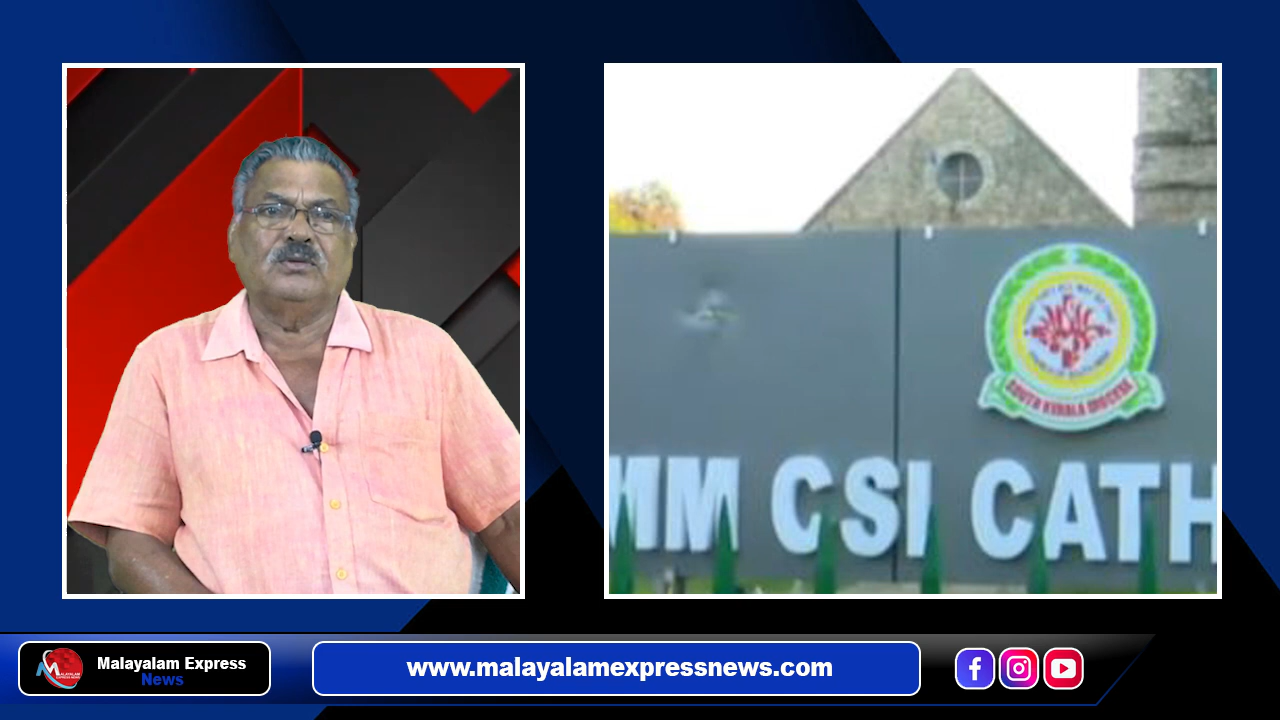 SOUTH KERALA DIOCESE
MM CSI CATH
Malayalam Express
News
www.malayalamexpressnews.com